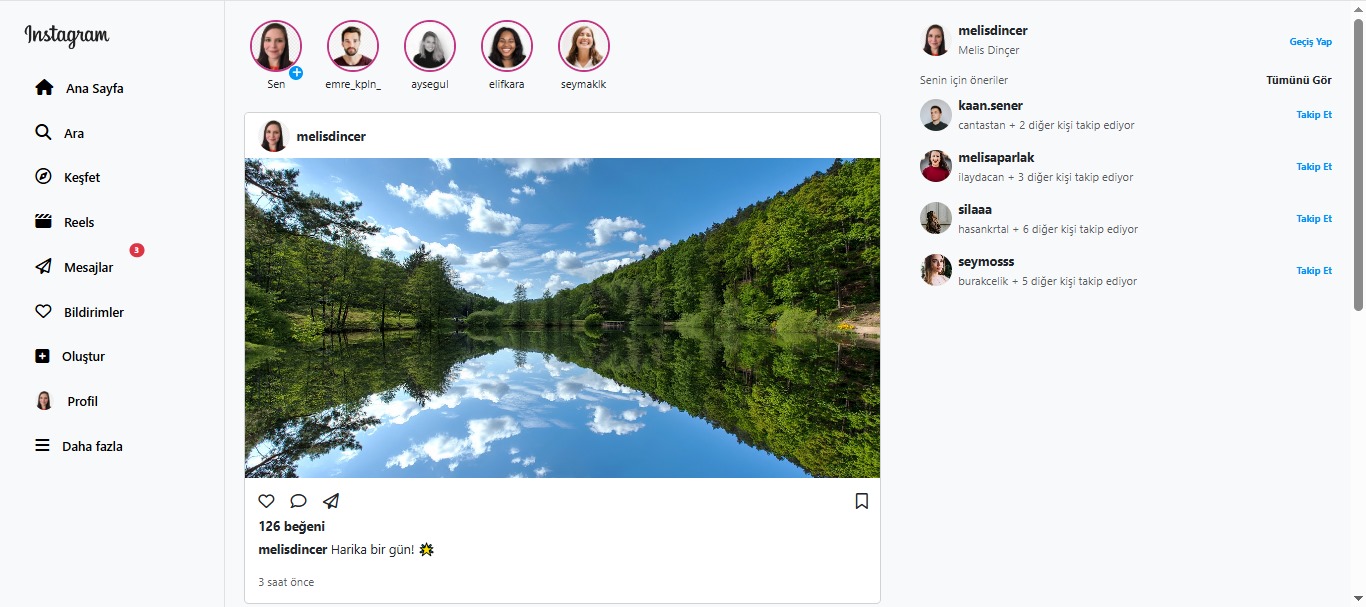 Instagram
Ana Sayfa
Ara
Keşfet
Reels
3
Mesajlar
Bildirimler
Oluştur
Profil
Daha fazla
Sen
emre_kpln_
aysegul
elifkara
seymaklk
melisdincer
126 beğeni
melisdincer Harika bir gün!
3 saat önce
melisdincer
Melis Dinçer
Geçiş Yap
Senin için öneriler
Tümünü Gör
kaan.sener
cantastan + 2 diğer kişi takip ediyor
Takip Et
melisaparlak
ilaydacan + 3 diğer kişi takip ediyor
Takip Et
silaaa
hasankrtal + 6 diğer kişi takip ediyor
Takip Et
seymosss
burakcelik + 5 diğer kişi takip ediyor
Takip Et